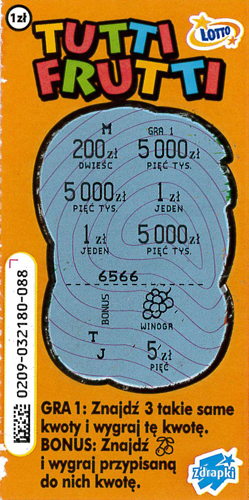 1zł
LOTTO
TUTTI
FRUTTI
M GRA 1
200zł 5 000zł
DWIEŚC PIĘĆ TYS.
5 000zł 1zł
PIĘĆ TYS. JEDEN
1zł 5 000zł
JEDEN PIĘĆ TYS.
6566
BONUS
WINOGR
T
J
5zł
PIĘĆ
0209-032180-088
GRA 1: Znajdź 3 takie same
kwoty i wygraj tę kwotę.
BONUS: Znajdź
i wygraj przypisaną
do nich kwotę.
Zdrapki